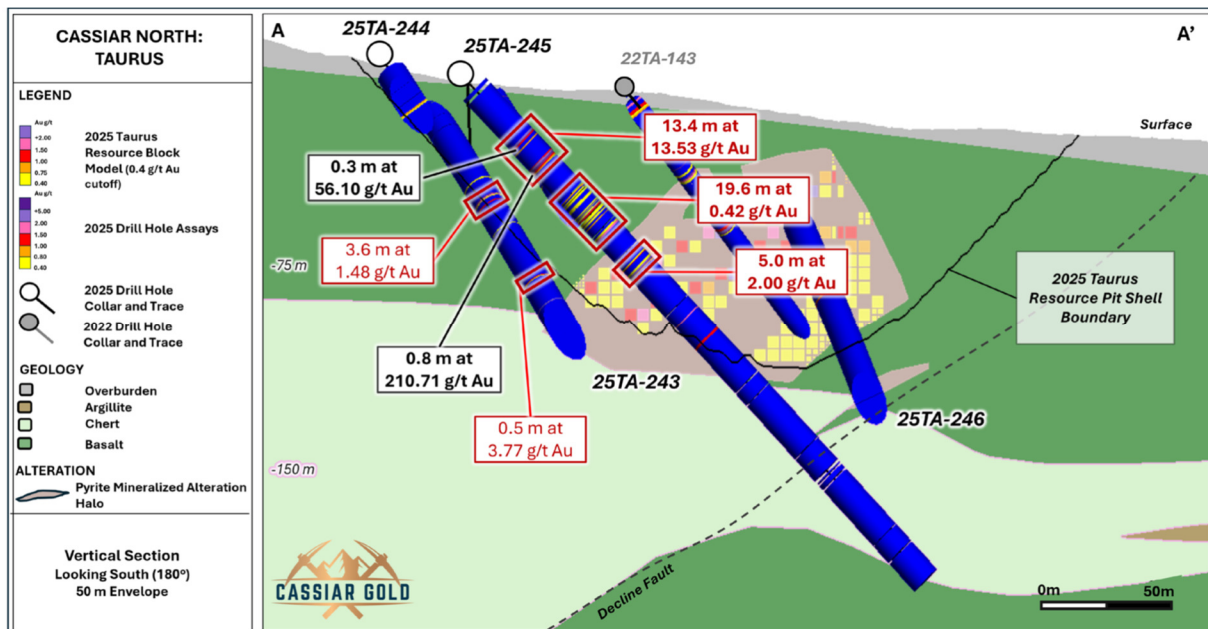 CASSIAR NORTH:
TAURUS
LEGEND
Au g/t
+2.00
1.50
1.00
0.75
0.40
2025 Taurus
Resource Block
Model (0.4 g/t Au
cutoff)
Au g/t
+5.00
2.00
1.50
1.00
0.80
0.40
2025 Drill Hole Assays
2025 Drill Hole
Collar and Trace
2022 Drill Hole
Collar and Trace
GEOLOGY
Overburden
Argillite
Chert
Basalt
ALTERATION
Pyrite Mineralized Alteration
Halo
Vertical Section
Looking South (180º)
50 m Envelope
A
A'
25TA-244
25TA-245
22TA-143
Surface
13.4 m at
13.53 g/t Au
0.3 m at
56.10 g/t Au
19.6 m at
0.42 g/t Au
3.6 m at
1.48 g/t Au
5.0 m at
2.00 g/t Au
-75 m
2025 Taurus
Resource Pit Shell
Boundary
0.8 m at
210.71 g/t Au
25TA-243
25TA-246
0.5 m at
3.77 g/t Au
-150 m
Decline Fault
CASSIAR GOLD
0m
50m